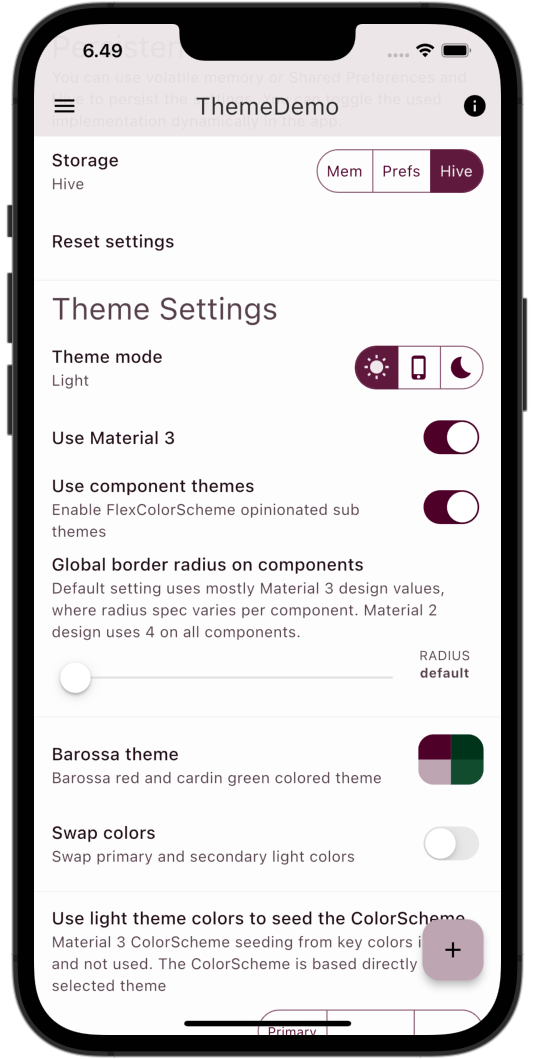 6.49
Persisten
You can use volatile memory or Shared Preferences and
Hive to persist the settings. You can toggle the used
ThemeDemo
implementation dynamically in the app.
Storage
Hive
Mem Prefs Hive
Reset settings
Theme Settings
Theme mode
Light
Use Material 3
Use component themes
Enable FlexColorScheme opinionated sub
themes
Global border radius on components
Default setting uses mostly Material 3 design values,
where radius spec varies per component. Material 2
design uses 4 on all components.
RADIUS
default
Barossa theme
Barossa red and cardin green colored theme
Swap colors
Swap primary and secondary light colors
Use light theme colors to seed the ColorScheme
Material 3 ColorScheme seeding from key colors i
and not used. The ColorScheme is based directly
selected theme
+
Primary